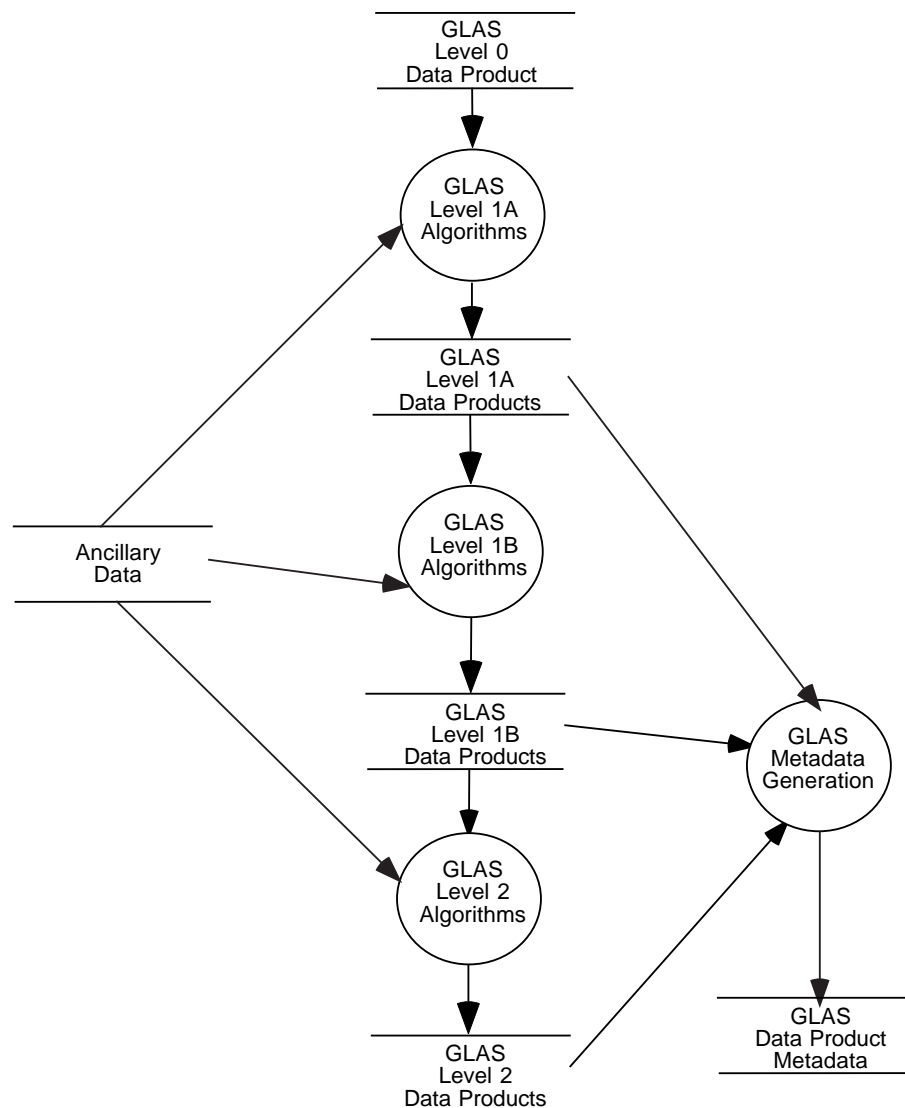 GLAS
Level 0
Data Product
GLAS
Level 1A
Algorithms
GLAS
Level 1A
Data Products
GLAS
Level 1B
Algorithms
Ancillary
Data
GLAS
Level 1B
Data Products
GLAS
Metadata
Generation
GLAS
Level 2
Algorithms
GLAS
Data Product
Metadata
GLAS
Level 2
Data Products